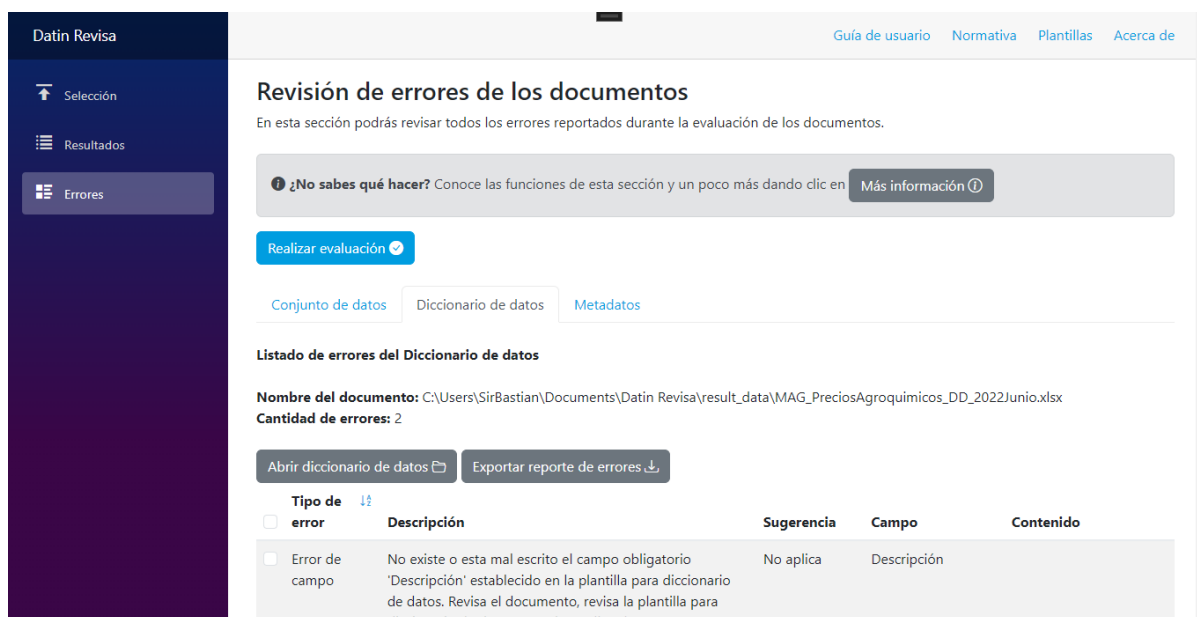 Datin Revisa
Guía de usuario Normativa Plantillas Acerca de
Selección
Resultados
Errores
Revisión de errores de los documentos
En esta sección podrás revisar todos los errores reportados durante la evaluación de los documentos.
¿No sabes qué hacer? Conoce las funciones de esta sección y un poco más dando clic en Más información
Realizar evaluación
Conjunto de datos Diccionario de datos Metadatos
Listado de errores del Diccionario de datos
Nombre del documento: C:\Users\SirBastian\Documents\Datin Revisa\result_data\MAG_PreciosAgroquimicos_DD_2022Junio.xlsx
Cantidad de errores: 2
Abrir diccionario de datos Exportar reporte de errores
Tipo de
error Descripción Sugerencia Campo Contenido
Error de No existe o esta mal escrito el campo obligatorio No aplica Descripción
campo 'Descripción' establecido en la plantilla para diccionario
de datos. Revisa el documento, revisa la plantilla para